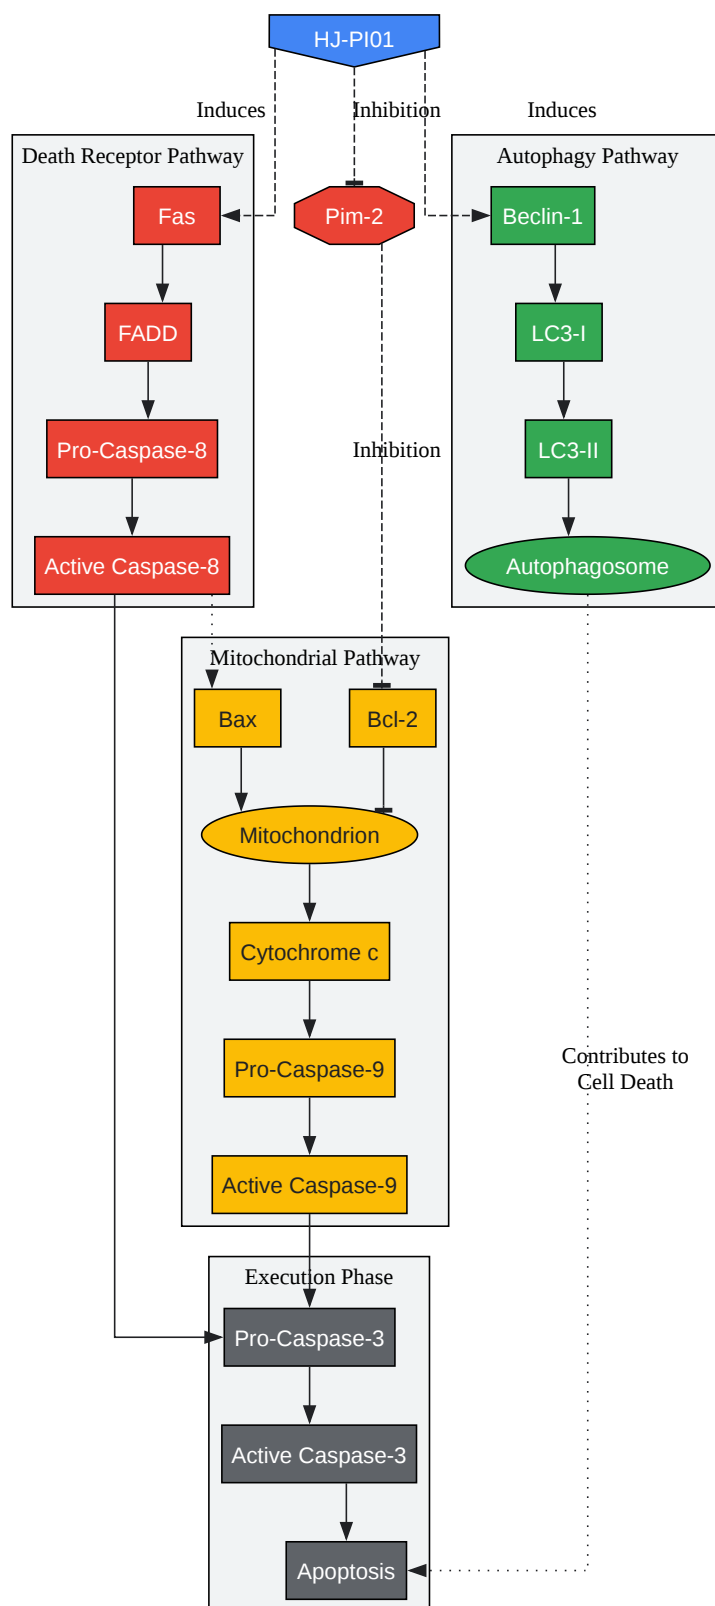 HJ-PI01
Induces
Inhibition
Induces
Death Receptor Pathway
Autophagy Pathway
Fas
Pim-2
Beclin-1
FADD
LC3-I
Pro-Caspase-8
Inhibition
LC3-II
Active Caspase-8
Autophagosome
Mitochondrial Pathway
Bax
Bcl-2
Mitochondrion
Cytochrome c
Contributes to
Cell Death
Pro-Caspase-9
Active Caspase-9
Execution Phase
Pro-Caspase-3
Active Caspase-3
Apoptosis